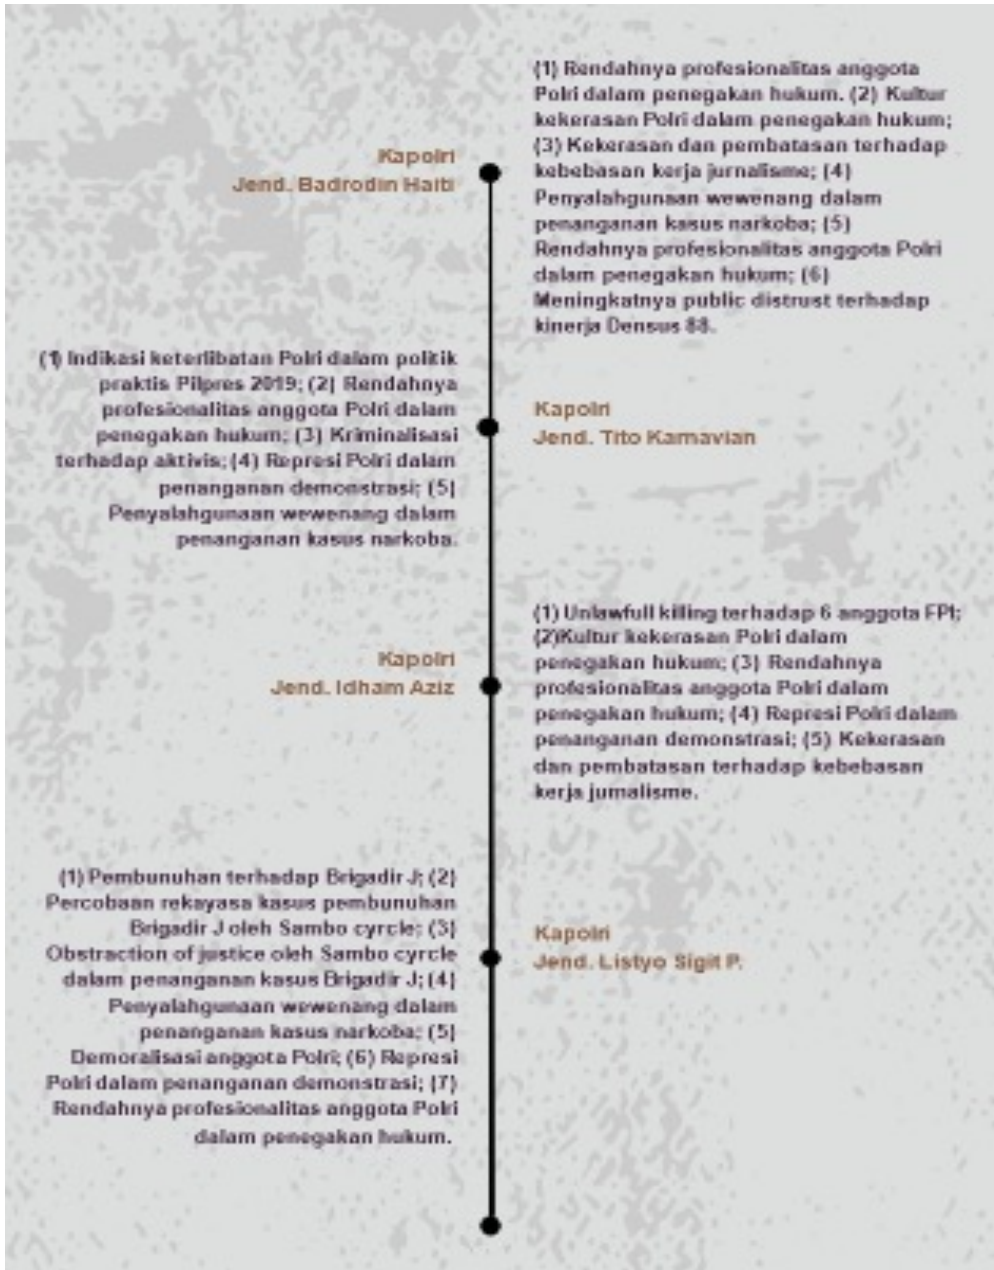 Kapolri
Jend. Badrodin Haiti
(1) Rendahnya profesionalitas anggota
Polri dalam penegakan hukum. (2) Kultur
kekerasan Polri dalam penegakan hukum;
(3) Kekerasan dan pembatasan terhadap
kebebasan kerja jurnalisme; (4)
Penyalahgunaan wewenang dalam
penanganan kasus narkoba; (5)
Rendahnya profesionalitas anggota Polri
dalam penegakan hukum; (6)
Meningkatnya public distrust terhadap
kinerja Densus 88.
Kapolri
Jend. Tito Karnavian
(1) Indikasi keterlibatan Polri dalam politik
praktis Pilpres 2019; (2) Rendahnya
profesionalitas anggota Polri dalam
penegakan hukum; (3) Kriminalisasi
terhadap aktivis; (4) Represi Polri dalam
penanganan demonstrasi; (5)
Penyalahgunaan wewenang dalam
penanganan kasus narkoba.
Kapolri
Jend. Idham Aziz
(1) Unlawfull killing terhadap 6 anggota FPI;
(2)Kultur kekerasan Polri dalam
penegakan hukum; (3) Rendahnya
profesionalitas anggota Polri dalam
penegakan hukum; (4) Represi Polri dalam
penanganan demonstrasi; (5) Kekerasan
dan pembatasan terhadap kebebasan
kerja jurnalisme.
Kapolri
Jend. Listyo Sigit P.
(1) Pembunuhan terhadap Brigadir J; (2)
Percobaan rekayasa kasus pembunuhan
Brigadir J oleh Sambo cyrcle; (3)
Obstraction of justice oleh Sambo cyrcle
dalam penanganan kasus Brigadir J; (4)
Penyalahgunaan wewenang dalam
penanganan kasus narkoba; (5)
Demoralisasi anggota Polri; (6) Represi
Polri dalam penanganan demonstrasi; (7)
Rendahnya profesionalitas anggota Polri
dalam penegakan hukum.